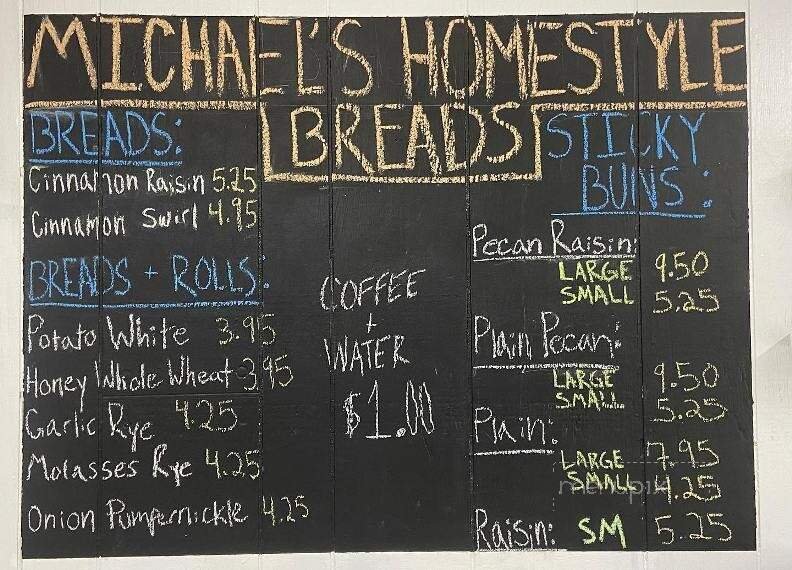 MICHAEL'S HOMESTYLE
BREADS
BREADS:
Cinnamon Raisin 5.25
Cinnamon Swirl 4.95
BREADS + ROLLS:
Potato White 3.95
Honey Whole Wheat 3.95
Garlic Rye 4.25
Molasses Rye 4.25
Onion Pumpernickle 4.25
COFFEE
+
WATER
$1.00
STICKY
BUNS:
Pecan Raisin:
LARGE 9.50
SMALL 5.25
Plain Pecan:
LARGE 9.50
SMALL 5.25
Plain:
LARGE 7.95
SMALL 4.25
Raisin: SM 5.25
menupix